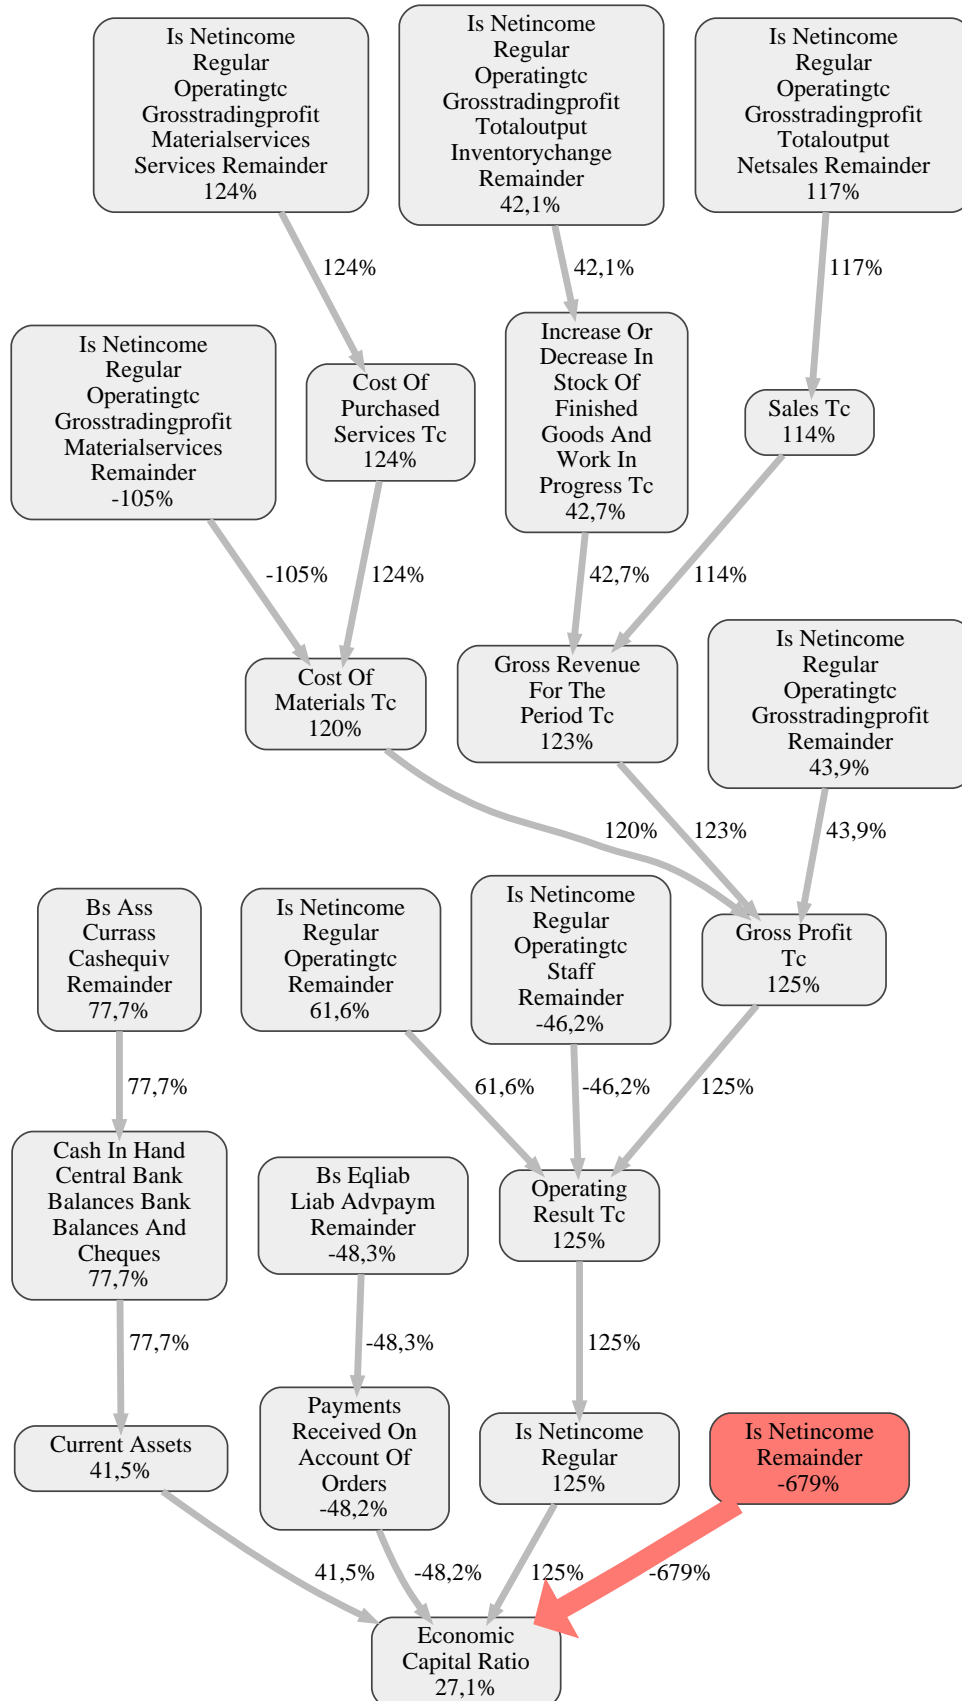 Is Netincome
Regular
Operatingtc
Grosstradingprofit
Materialservices
Services Remainder
124%
Is Netincome
Regular
Operatingtc
Grosstradingprofit
Totaloutput
Inventorychange
Remainder
42,1%
Is Netincome
Regular
Operatingtc
Grosstradingprofit
Totaloutput
Netsales Remainder
117%
124%
42,1%
117%
Is Netincome
Regular
Operatingtc
Grosstradingprofit
Materialservices
Remainder
-105%
Cost Of
Purchased
Services Tc
124%
Increase Or
Decrease In
Stock Of
Finished
Goods And
Work In
Progress Tc
42,7%
Sales Tc
114%
-105%
124%
42,7%
114%
Cost Of
Materials Tc
120%
Gross Revenue
For The
Period Tc
123%
Is Netincome
Regular
Operatingtc
Grosstradingprofit
Remainder
43,9%
120%
123%
43,9%
Bs Ass
Currass
Cashequiv
Remainder
77,7%
Is Netincome
Regular
Operatingtc
Remainder
61,6%
Is Netincome
Regular
Operatingtc
Staff
Remainder
-46,2%
Gross Profit
Tc
125%
77,7%
61,6%
-46,2%
125%
Cash In Hand
Central Bank
Balances Bank
Balances And
Cheques
77,7%
Bs Eqliab
Liab Advpaym
Remainder
-48,3%
Operating
Result Tc
125%
77,7%
-48,3%
125%
Current Assets
41,5%
Payments
Received On
Account Of
Orders
-48,2%
Is Netincome
Regular
125%
Is Netincome
Remainder
-679%
41,5%
-48,2%
125%
-679%
Economic
Capital Ratio
27,1%